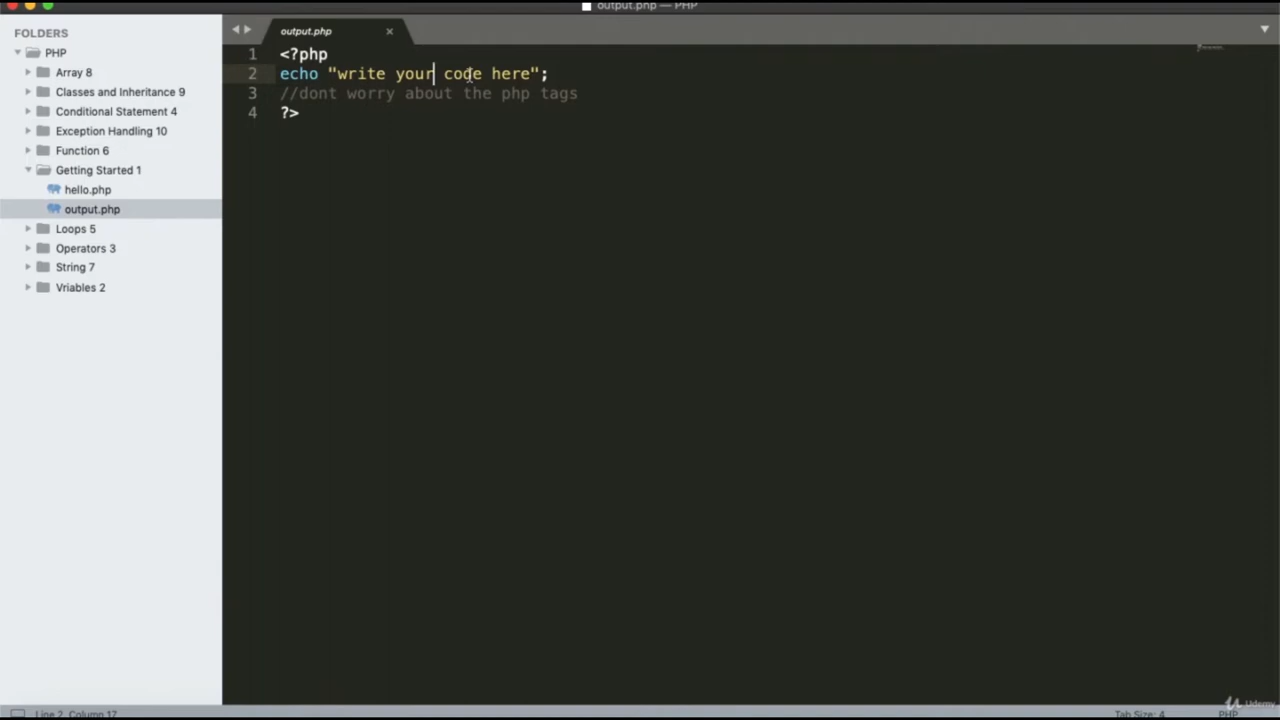 output.php — PHP
FOLDERS
PHP
Array 8
Classes and Inheritance 9
Conditional Statement 4
Exception Handling 10
Function 6
Getting Started 1
hello.php
output.php
Loops 5
Operators 3
String 7
Vriables 2
output.php
1 <?php
2 echo "write your code here";
3 //dont worry about the php tags
4 ?>
Line 2, Column 17
Tab Size: 4
PHP
Udemy